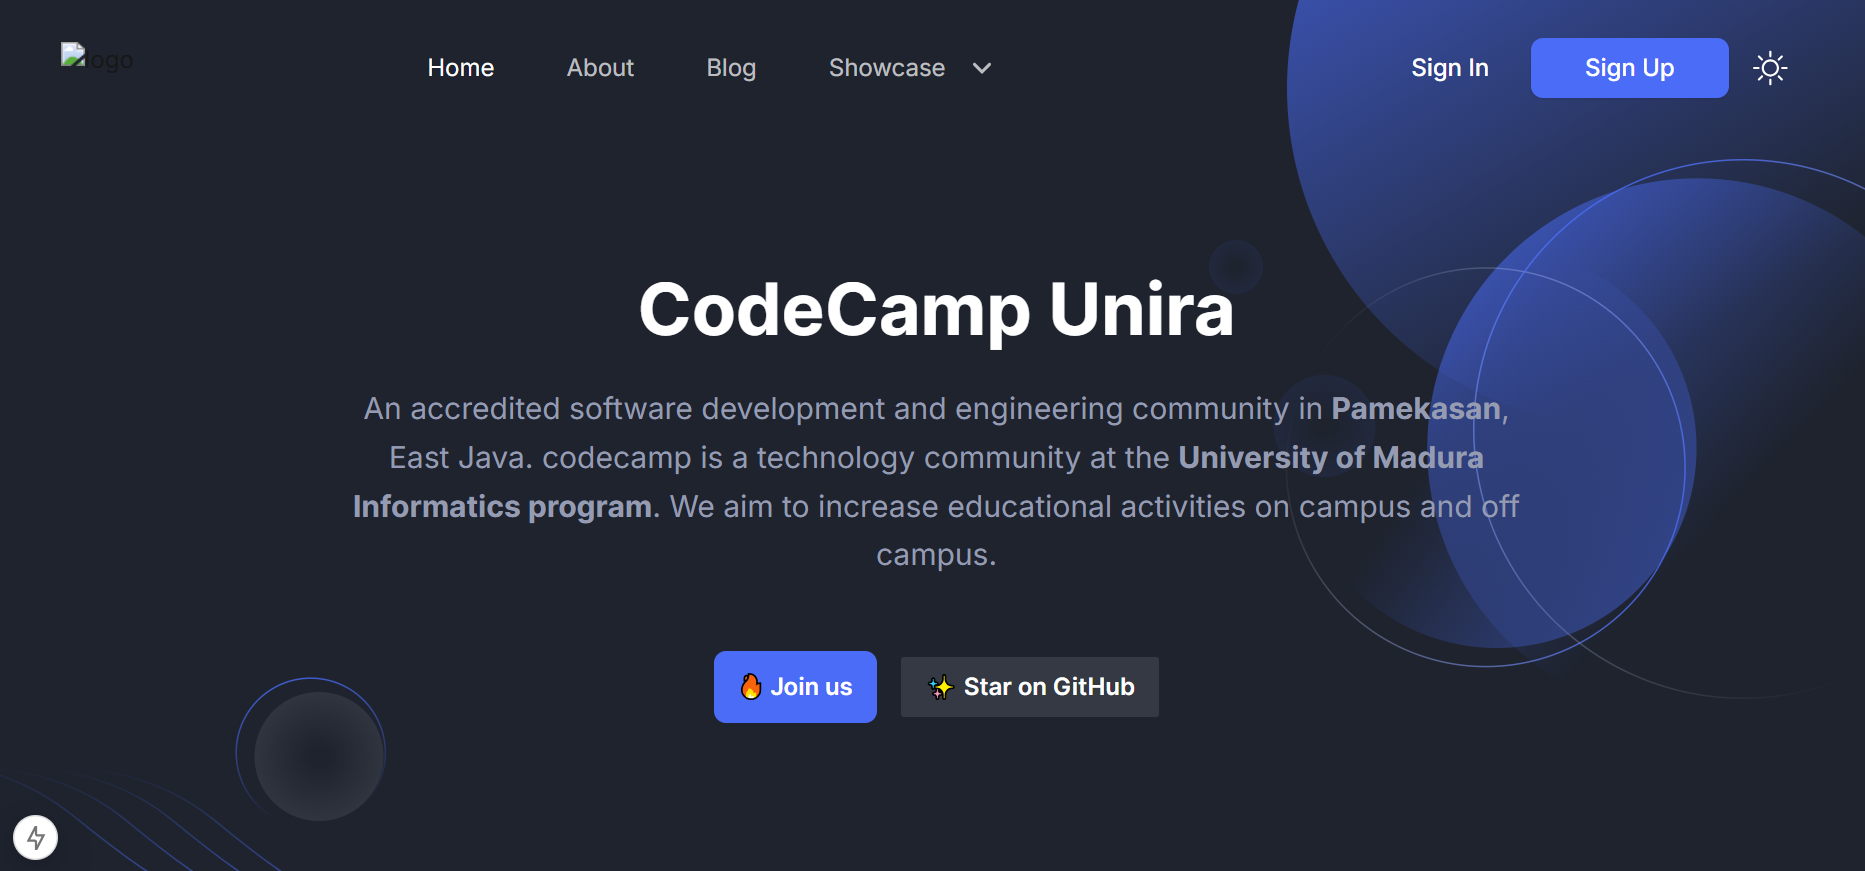 logo
Home
About
Blog
Showcase
Sign In
Sign Up
CodeCamp Unira
An accredited software development and engineering community in Pamekasan,
East Java. codecamp is a technology community at the University of Madura
Informatics program. We aim to increase educational activities on campus and off
campus.
🔥 Join us
✨ Star on GitHub